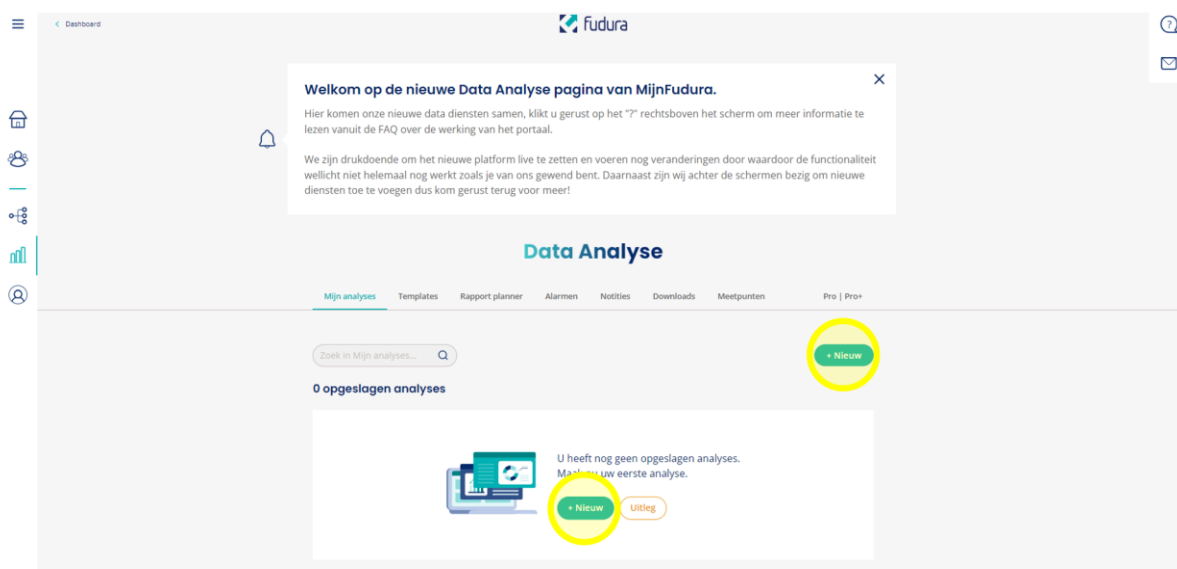 Dashboard
fudura
Welkom op de nieuwe Data Analyse pagina van MijnFudura.
Hier komen onze nieuwe data diensten samen, klikt u gerust op het "?" rechtsboven het scherm om meer informatie te
lezen vanuit de FAQ over de werking van het portaal.
We zijn drukdoende om het nieuwe platform live te zetten en voeren nog veranderingen door waardoor de functionaliteit
wellicht niet helemaal nog werkt zoals je van ons gewend bent. Daarnaast zijn wij achter de schermen bezig om nieuwe
diensten toe te voegen dus kom gerust terug voor meer!
Data Analyse
Mijn analyses Templates Rapport planner Alarmen Notities Downloads Meetpunten Pro | Pro+
Zoek in Mijn analyses... + Nieuw
0 opgeslagen analyses
U heeft nog geen opgeslagen analyses.
uw eerste analyse.
+ Nieuw Uitleg